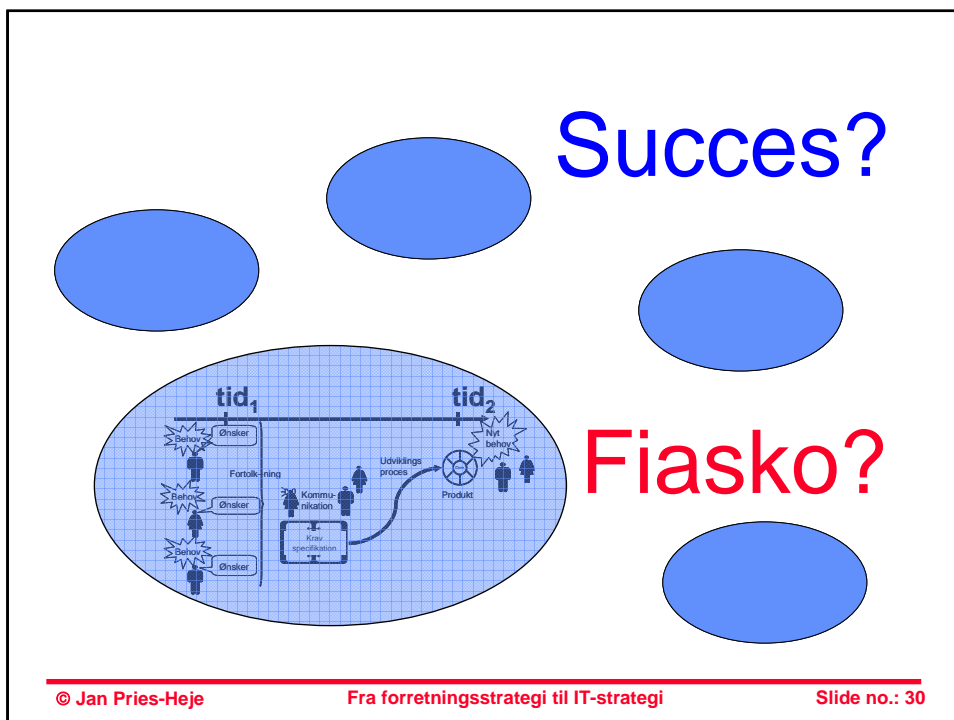 Succes?
tid1
tid2
Behov
Ønsker
Nyt
behov
Fortolk-ning
Udviklings
proces
Produkt
Behov
Ønsker
Kommu-
nikation
Krav
specifikation
Behov
Ønsker
Fiasko?
© Jan Pries-Heje
Fra forretningsstrategi til IT-strategi
Slide no.: 30